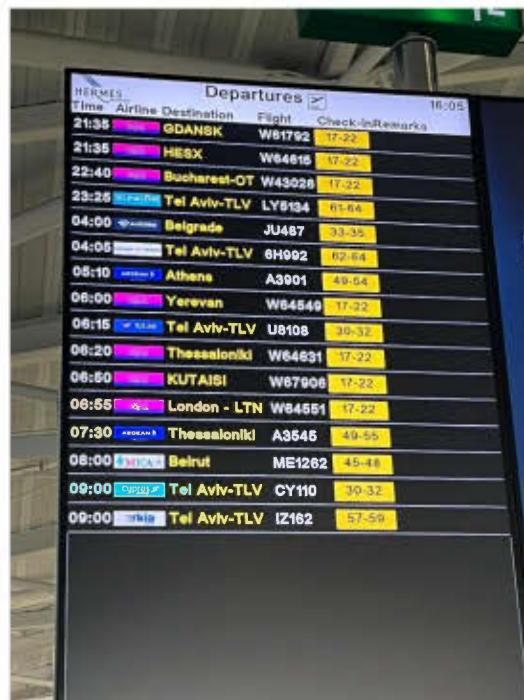 HERMES
Departures
16:05
Time Airline Destination Flight Check-in Remarks
21:35 GDANSK W61792 17-22
21:35 HESX W64615 17-22
22:40 Bucharest-OT W43026 17-22
23:25 Tel Aviv-TLV LY5134 61-64
04:00 Belgrade JU487 33-35
04:05 Tel Aviv-TLV 6H992 62-64
05:10 AEGEAN Athens A3901 49-54
06:00 Yerevan W64549 17-22
06:15 Tel Aviv-TLV U8108 30-32
06:20 Thessaloniki W64631 17-22
06:50 KUTAISI W67906 17-22
06:55 London - LTN W64551 17-22
07:30 AEGEAN Thessaloniki A3545 49-55
08:00 MEA Beirut ME1262 45-48
09:00 Cyprus Tel Aviv-TLV CY110 30-32
09:00 Tel Aviv-TLV IZ162 57-59